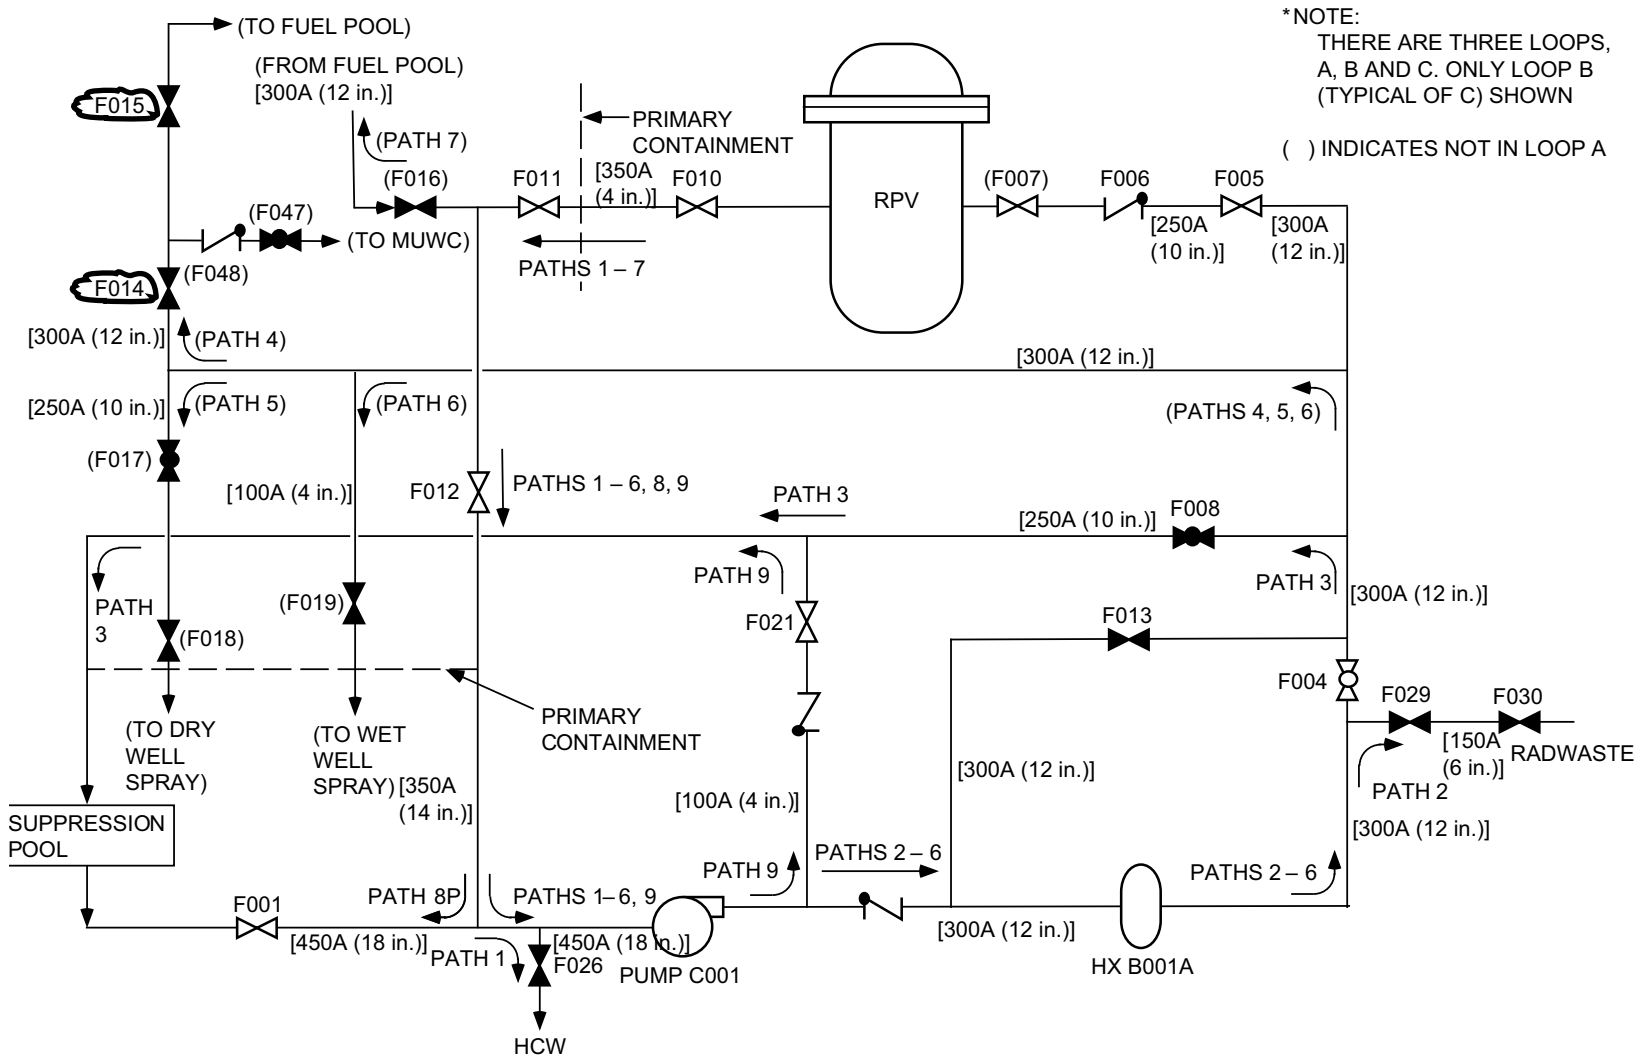 (TO FUEL POOL)
*NOTE:
THERE ARE THREE LOOPS,
A, B AND C. ONLY LOOP B
(TYPICAL OF C) SHOWN
( ) INDICATES NOT IN LOOP A
(FROM FUEL POOL)
[300A (12 in.)]
F015
(PATH 7)
PRIMARY
CONTAINMENT
(F016)
F011
[350A
(4 in.)]
F010
RPV
(F007)
F006
F005
[250A
(10 in.)]
[300A
(12 in.)]
(F047)
(TO MUWC)
PATHS 1 – 7
(F048)
F014
[300A (12 in.)]
(PATH 4)
[300A (12 in.)]
[250A (10 in.)]
(PATH 5)
(PATH 6)
(PATHS 4, 5, 6)
(F017)
[100A (4 in.)]
F012
PATHS 1 – 6, 8, 9
PATH 3
[250A (10 in.)]
F008
PATH
3
(F019)
PATH 9
PATH 3
[300A (12 in.)]
F021
F013
(F018)
F004
F029
F030
(TO DRY
WELL
SPRAY)
(TO WET
WELL
SPRAY)
[350A
(14 in.)]
PRIMARY
CONTAINMENT
[300A (12 in.)]
[150A
(6 in.)]
RADWASTE
PATH 2
[100A (4 in.)]
[300A (12 in.)]
SUPPRESSION
POOL
PATHS 2 – 6
PATH 9
PATHS 2 – 6
F001
PATH 8P
PATHS 1– 6, 9
[450A (18 in.)]
PATH 1
[450A (18 in.)]
F026
PUMP C001
[300A (12 in.)]
HX B001A
HCW